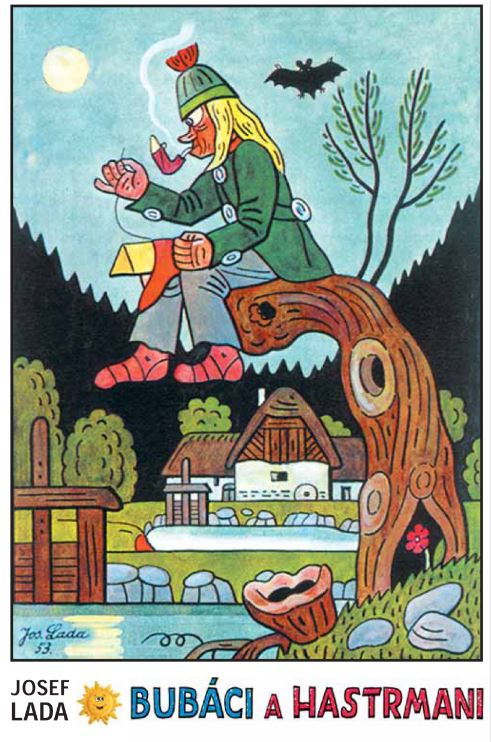 Jos. Lada
53.
JOSEF
LADA
BUBÁCI A HASTRMANI